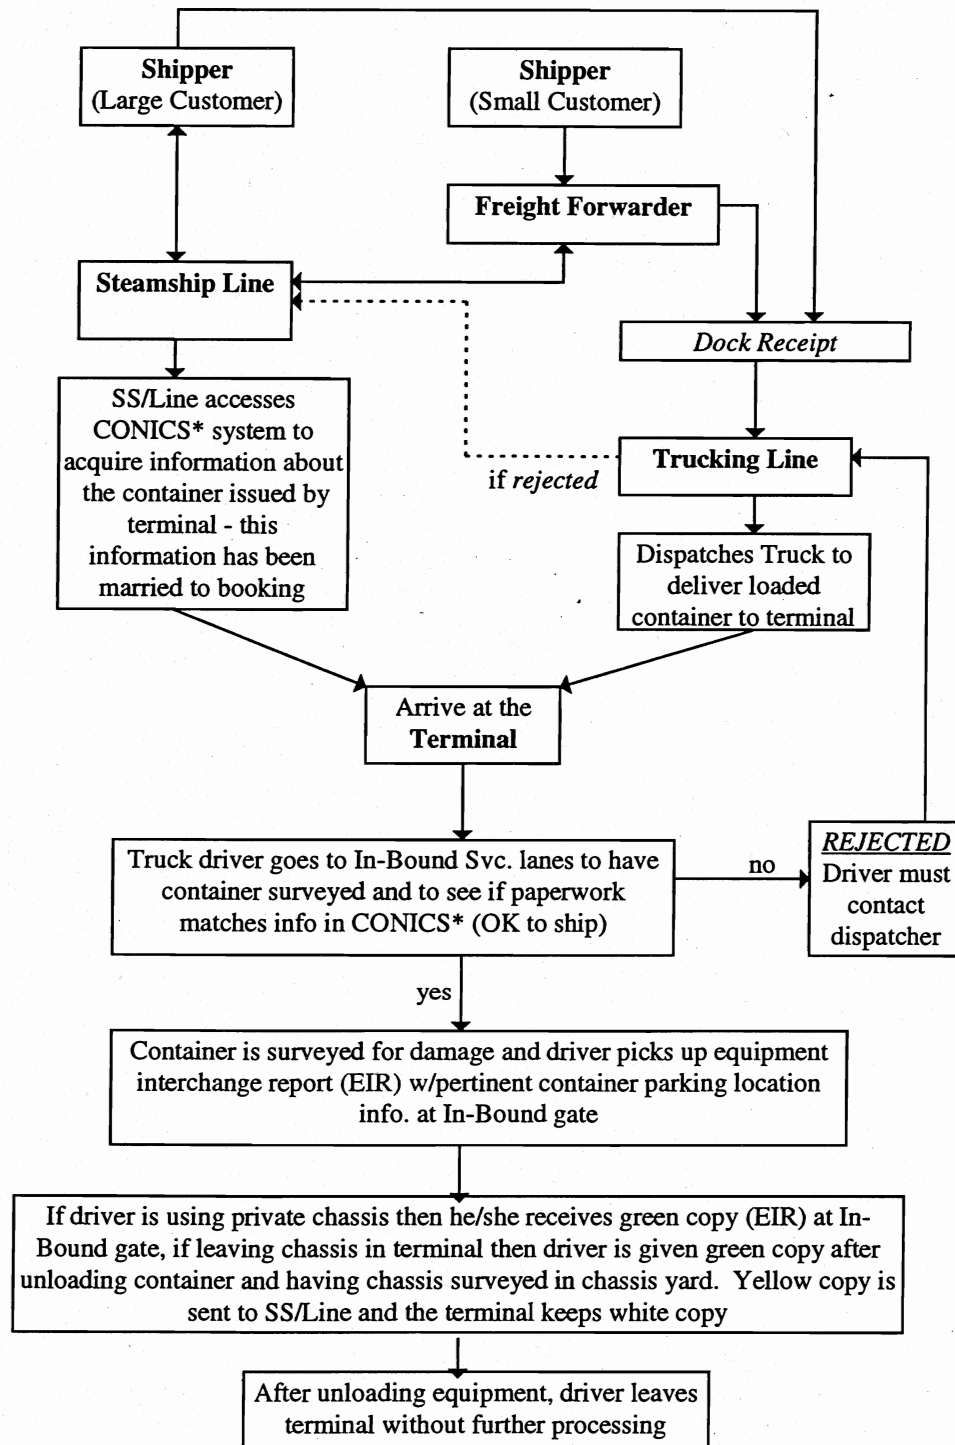 Shipper
(Large Customer)
Shipper
(Small Customer)
Freight Forwarder
Steamship Line
Dock Receipt
SS/Line accesses
CONICS* system to
acquire information about
the container issued by
terminal - this
information has been
married to booking
if rejected
Trucking Line
Dispatches Truck to
deliver loaded
container to terminal
Arrive at the
Terminal
Truck driver goes to In-Bound Svc. lanes to have
container surveyed and to see if paperwork
matches info in CONICS* (OK to ship)
no
REJECTED
Driver must
contact
dispatcher
yes
Container is surveyed for damage and driver picks up equipment
interchange report (EIR) w/pertinent container parking location
info. at In-Bound gate
If driver is using private chassis then he/she receives green copy (EIR) at In-
Bound gate, if leaving chassis in terminal then driver is given green copy after
unloading container and having chassis surveyed in chassis yard. Yellow copy is
sent to SS/Line and the terminal keeps white copy
After unloading equipment, driver leaves
terminal without further processing